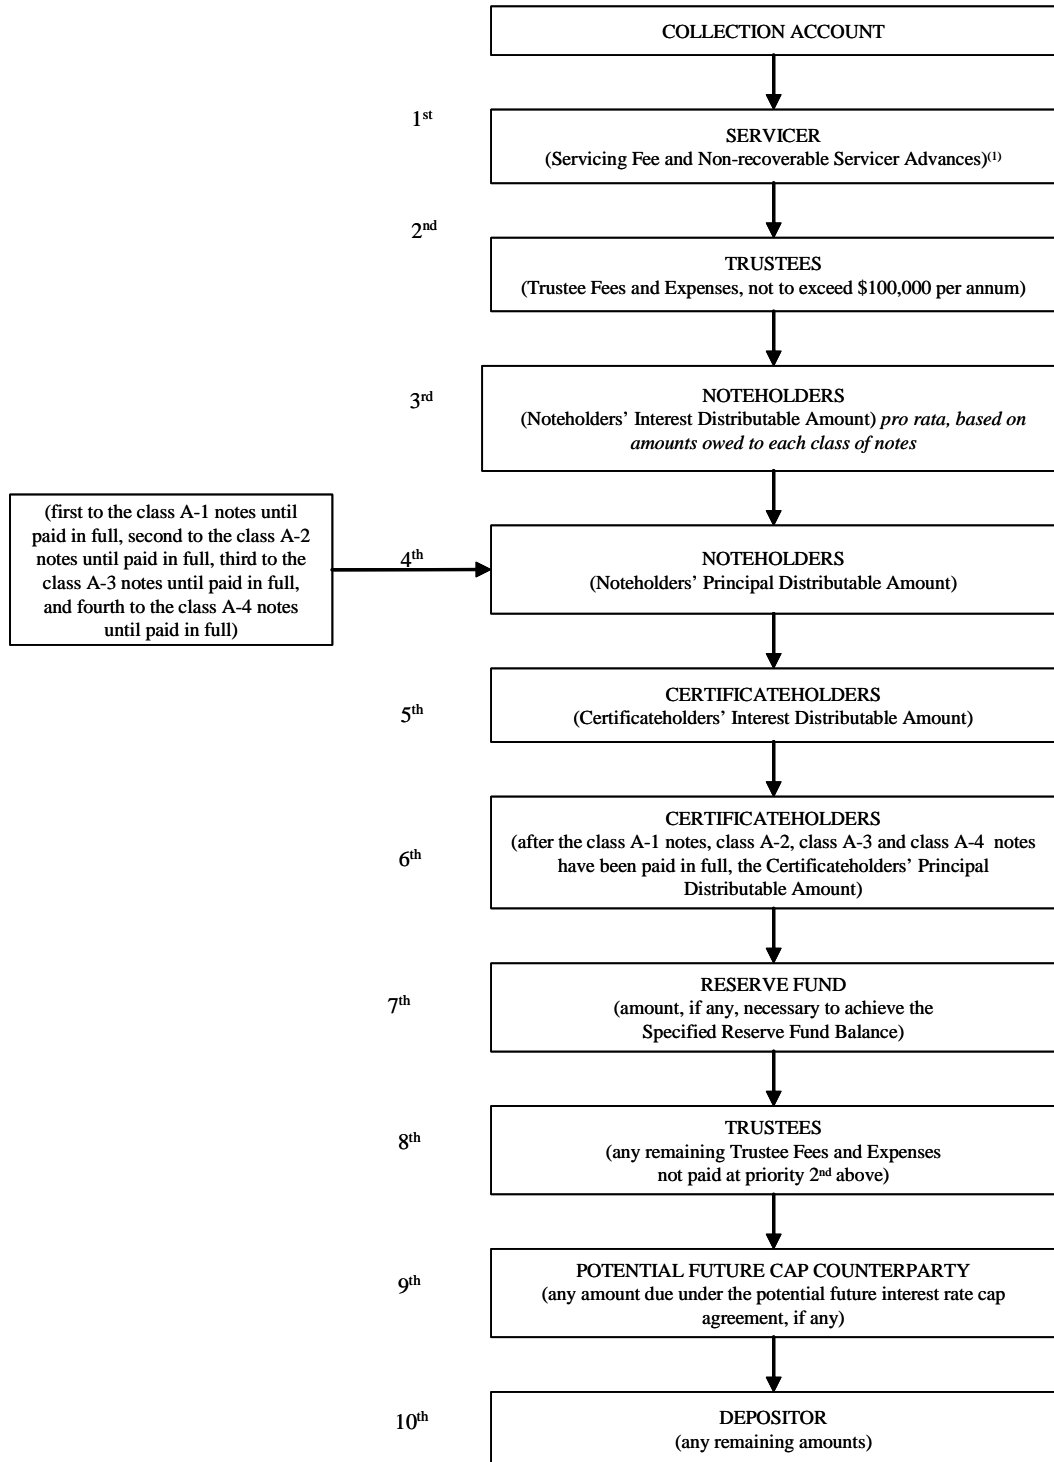 COLLECTION ACCOUNT
1st
SERVICER
(Servicing Fee and Non-recoverable Servicer Advances)(1)
2nd
TRUSTEES
(Trustee Fees and Expenses, not to exceed $100,000 per annum)
3rd
NOTEHOLDERS
(Noteholders’ Interest Distributable Amount) pro rata, based on
amounts owed to each class of notes
(first to the class A-1 notes until
paid in full, second to the class A-2
notes until paid in full, third to the
class A-3 notes until paid in full,
and fourth to the class A-4 notes
until paid in full)
4th
NOTEHOLDERS
(Noteholders’ Principal Distributable Amount)
5th
CERTIFICATEHOLDERS
(Certificateholders’ Interest Distributable Amount)
6th
CERTIFICATEHOLDERS
(after the class A-1 notes, class A-2, class A-3 and class A-4 notes
have been paid in full, the Certificateholders’ Principal
Distributable Amount)
7th
RESERVE FUND
(amount, if any, necessary to achieve the
Specified Reserve Fund Balance)
8th
TRUSTEES
(any remaining Trustee Fees and Expenses
not paid at priority 2nd above)
9th
POTENTIAL FUTURE CAP COUNTERPARTY
(any amount due under the potential future interest rate cap
agreement, if any)
10th
DEPOSITOR
(any remaining amounts)